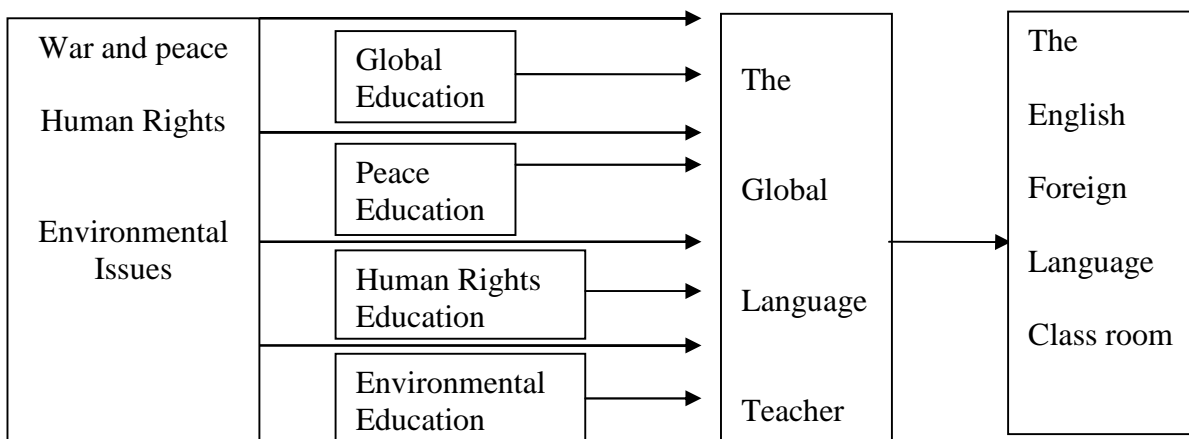 War and peace
Human Rights
Environmental
Issues
Global
Education
Peace
Education
Human Rights
Education
Environmental
Education
The
Global
Language
Teacher
The
English
Foreign
Language
Class room